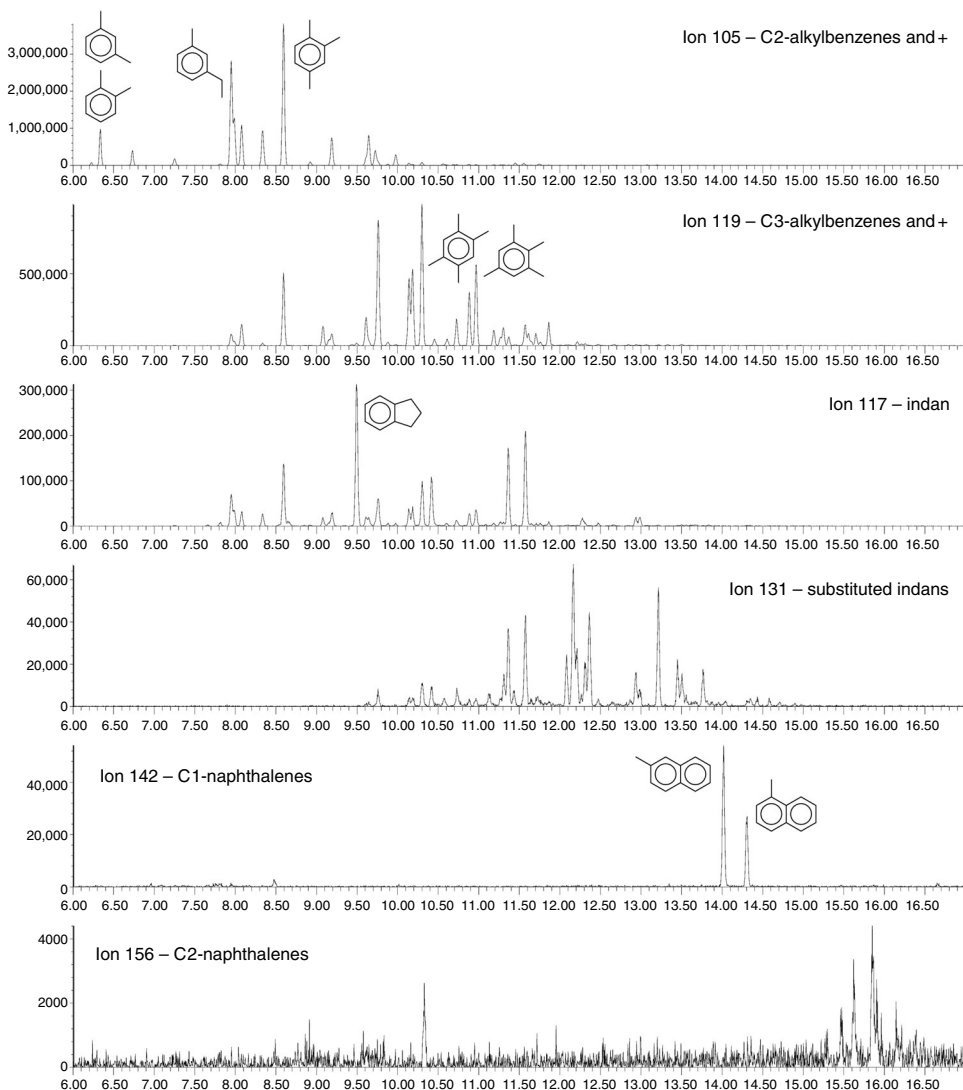 Ion 105 – C2-alkylbenzenes and+
3,000,000
2,000,000
1,000,000
0
6.00 6.50 7.00 7.50 8.00 8.50 9.00 9.50 10.00 10.50 11.00 11.50 12.00 12.50 13.00 13.50 14.00 14.50 15.00 15.50 16.00 16.50
Ion 119 – C3-alkylbenzenes and+
500,000
0
6.00 6.50 7.00 7.50 8.00 8.50 9.00 9.50 10.00 10.50 11.00 11.50 12.00 12.50 13.00 13.50 14.00 14.50 15.00 15.50 16.00 16.50
300,000
Ion 117 – indan
200,000
100,000
0
6.00 6.50 7.00 7.50 8.00 8.50 9.00 9.50 10.00 10.50 11.00 11.50 12.00 12.50 13.00 13.50 14.00 14.50 15.00 15.50 16.00 16.50
60,000
Ion 131 – substituted indans
40,000
20,000
0
6.00 6.50 7.00 7.50 8.00 8.50 9.00 9.50 10.00 10.50 11.00 11.50 12.00 12.50 13.00 13.50 14.00 14.50 15.00 15.50 16.00 16.50
Ion 142 – C1-naphthalenes
40,000
20,000
0
6.00 6.50 7.00 7.50 8.00 8.50 9.00 9.50 10.00 10.50 11.00 11.50 12.00 12.50 13.00 13.50 14.00 14.50 15.00 15.50 16.00 16.50
4000
Ion 156 – C2-naphthalenes
2000
0
6.00 6.50 7.00 7.50 8.00 8.50 9.00 9.50 10.00 10.50 11.00 11.50 12.00 12.50 13.00 13.50 14.00 14.50 15.00 15.50 16.00 16.50